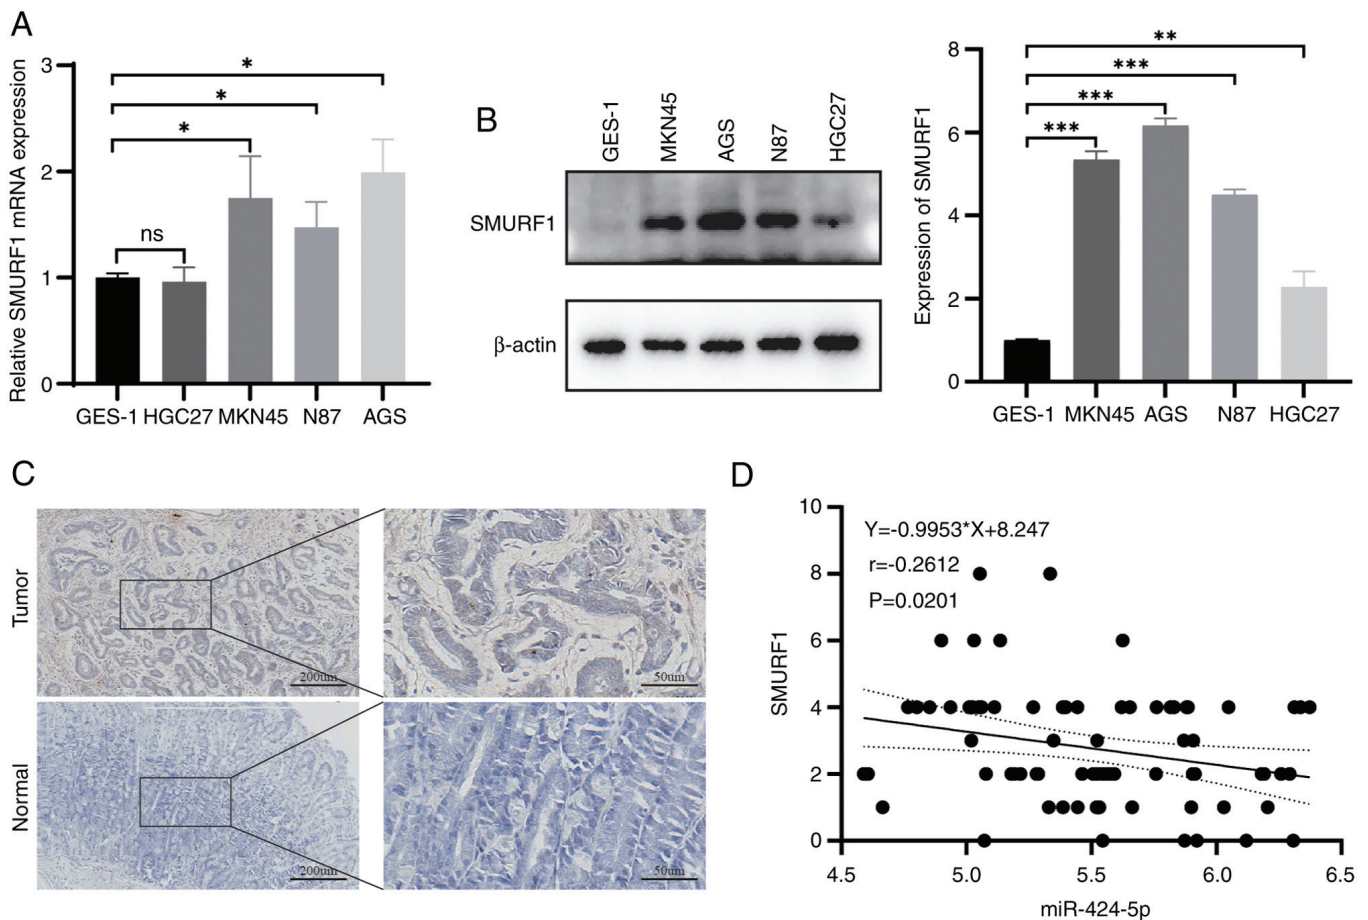 A
Relative SMURF1 mRNA expression
3
2
1
0
*
*
*
ns
GES-1 HGC27 MKN45 N87 AGS
B
GES-1
MKN45
AGS
N87
HGC27
SMURF1
β-actin
Expression of SMURF1
8
6
4
2
0
**
***
***
***
GES-1 MKN45 AGS N87 HGC27
C
Tumor
200um
50um
Normal
200um
50um
D
SMURF1
10
8
6
4
2
0
Y=-0.9953*X+8.247
r=-0.2612
P=0.0201
4.5 5.0 5.5 6.0 6.5
miR-424-5p